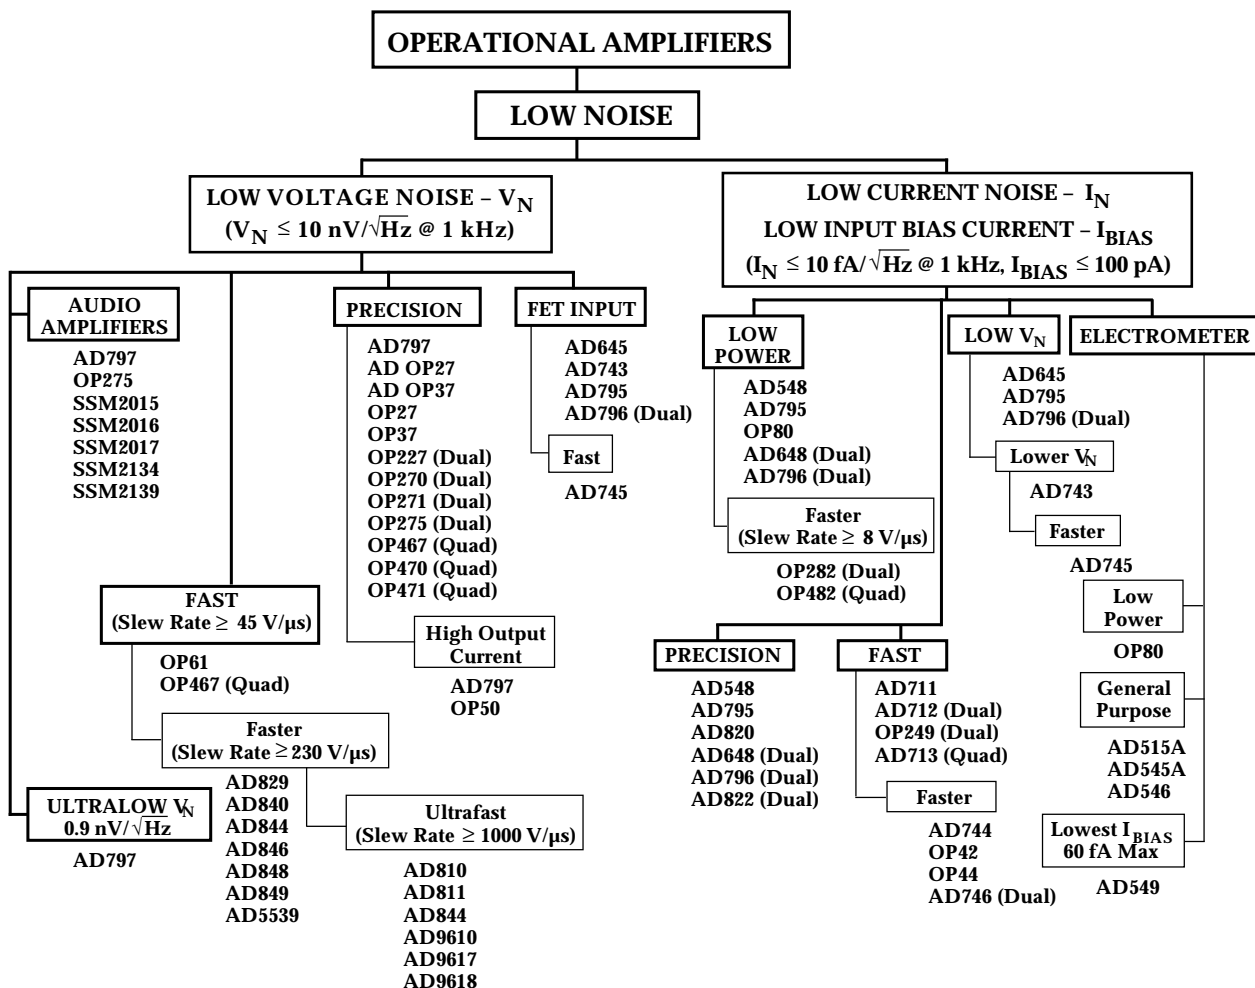 OPERATIONAL AMPLIFIERS
LOW NOISE
LOW VOLTAGE NOISE – VN
(VN ≤ 10 nV/√Hz @ 1 kHz)
AUDIO
AMPLIFIERS
AD797
OP275
SSM2015
SSM2016
SSM2017
SSM2134
SSM2139
FAST
(Slew Rate ≥ 45 V/μs)
OP61
OP467 (Quad)
Faster
(Slew Rate ≥ 230 V/μs)
AD829
AD840
AD844
AD846
AD848
AD849
AD5539
Ultrafast
(Slew Rate ≥ 1000 V/μs)
AD810
AD811
AD844
AD9610
AD9617
AD9618
ULTRALOW VN
0.9 nV/√Hz
AD797
PRECISION
AD797
AD OP27
AD OP37
OP27
OP37
OP227 (Dual)
OP270 (Dual)
OP271 (Dual)
OP275 (Dual)
OP467 (Quad)
OP470 (Quad)
OP471 (Quad)
High Output
Current
AD797
OP50
FET INPUT
AD645
AD743
AD795
AD796 (Dual)
Fast
AD745
LOW CURRENT NOISE – IN
LOW INPUT BIAS CURRENT – IBIAS
(IN ≤ 10 fA/√Hz @ 1 kHz, IBIAS ≤ 100 pA)
LOW
POWER
AD548
AD795
OP80
AD648 (Dual)
AD796 (Dual)
Faster
(Slew Rate ≥ 8 V/μs)
OP282 (Dual)
OP482 (Quad)
PRECISION
AD548
AD795
AD820
AD648 (Dual)
AD796 (Dual)
AD822 (Dual)
FAST
AD711
AD712 (Dual)
OP249 (Dual)
AD713 (Quad)
Faster
AD744
OP42
OP44
AD746 (Dual)
LOW VN
AD645
AD795
AD796 (Dual)
Lower VN
AD743
Faster
AD745
ELECTROMETER
Low
Power
OP80
General
Purpose
AD515A
AD545A
AD546
Lowest IBIAS
60 fA Max
AD549